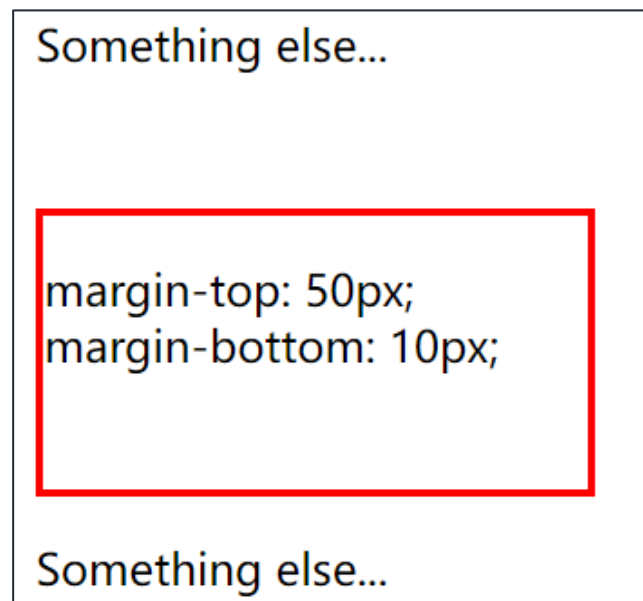 Something else...
margin-top: 50px;
margin-bottom: 10px;
Something else...